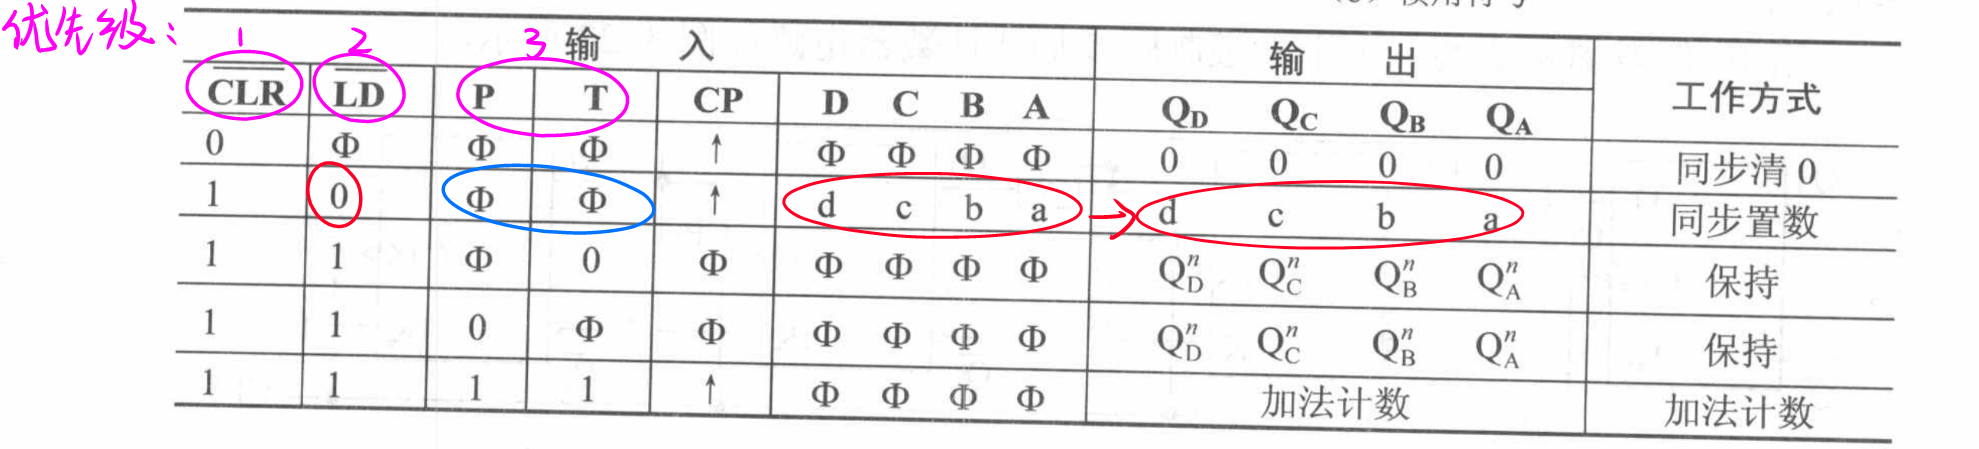 优先级： 1 2 3
输 入 输 出 工作方式
CLR LD P T CP D C B A Q_D Q_C Q_B Q_A
0 Φ Φ Φ ↑ Φ Φ Φ Φ 0 0 0 0 同步清 0
1 0 Φ Φ ↑ d c b a → d c b a 同步置数
1 1 Φ 0 Φ Φ Φ Φ Φ Q_D^n Q_C^n Q_B^n Q_A^n 保持
1 1 0 Φ Φ Φ Φ Φ Φ Q_D^n Q_C^n Q_B^n Q_A^n 保持
1 1 1 1 ↑ Φ Φ Φ Φ 加法计数 加法计数